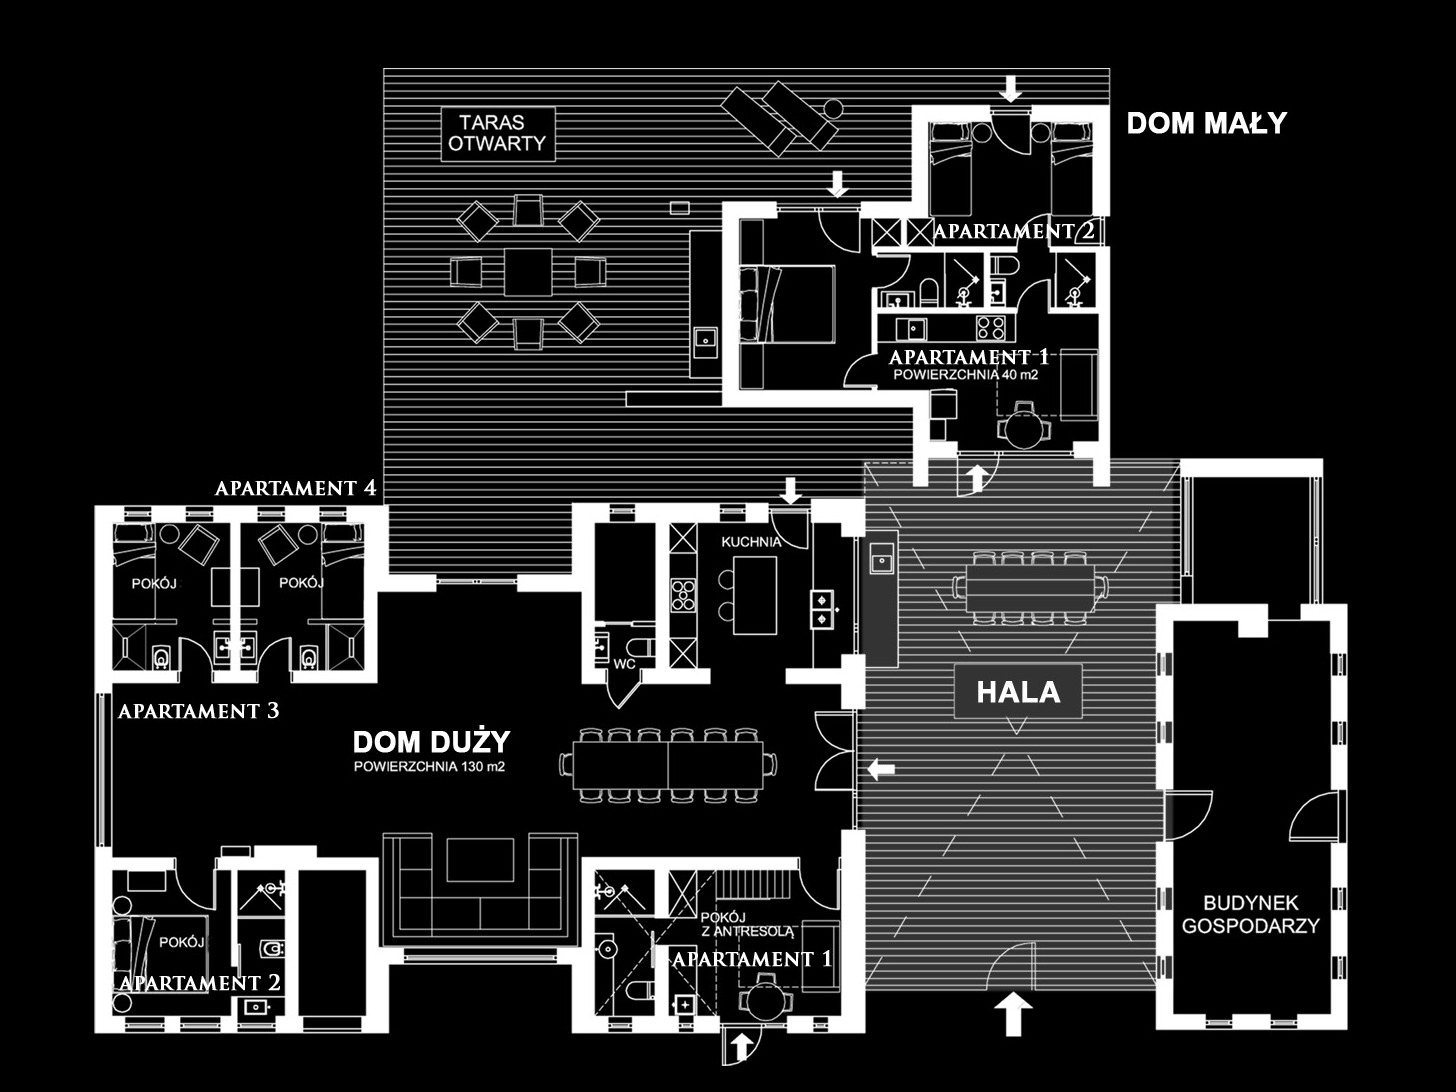 TARAS
OTWARTY
DOM MAŁY
APARTAMENT 2
APARTAMENT 1
POWIERZCHNIA 40 m2
APARTAMENT 4
KUCHNIA
POKÓJ
POKÓJ
WC
HALA
APARTAMENT 3
DOM DUŻY
POWIERZCHNIA 130 m2
BUDYNEK
GOSPODARZY
POKÓJ
Z ANTRESOLĄ
POKÓJ
APARTAMENT 1
APARTAMENT 2